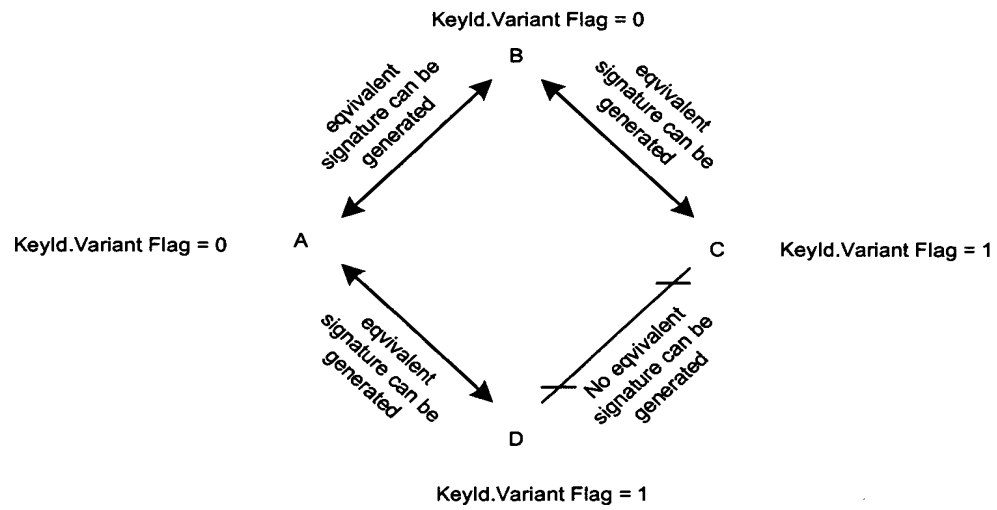 KeyId.Variant Flag = 0
B
eqvivalent
signature can be
generated
eqvivalent
signature can be
generated
KeyId.Variant Flag = 0
A
C
KeyId.Variant Flag = 1
eqvivalent
signature can be
generated
No eqvivalent
signature can be
generated
D
KeyId.Variant Flag = 1